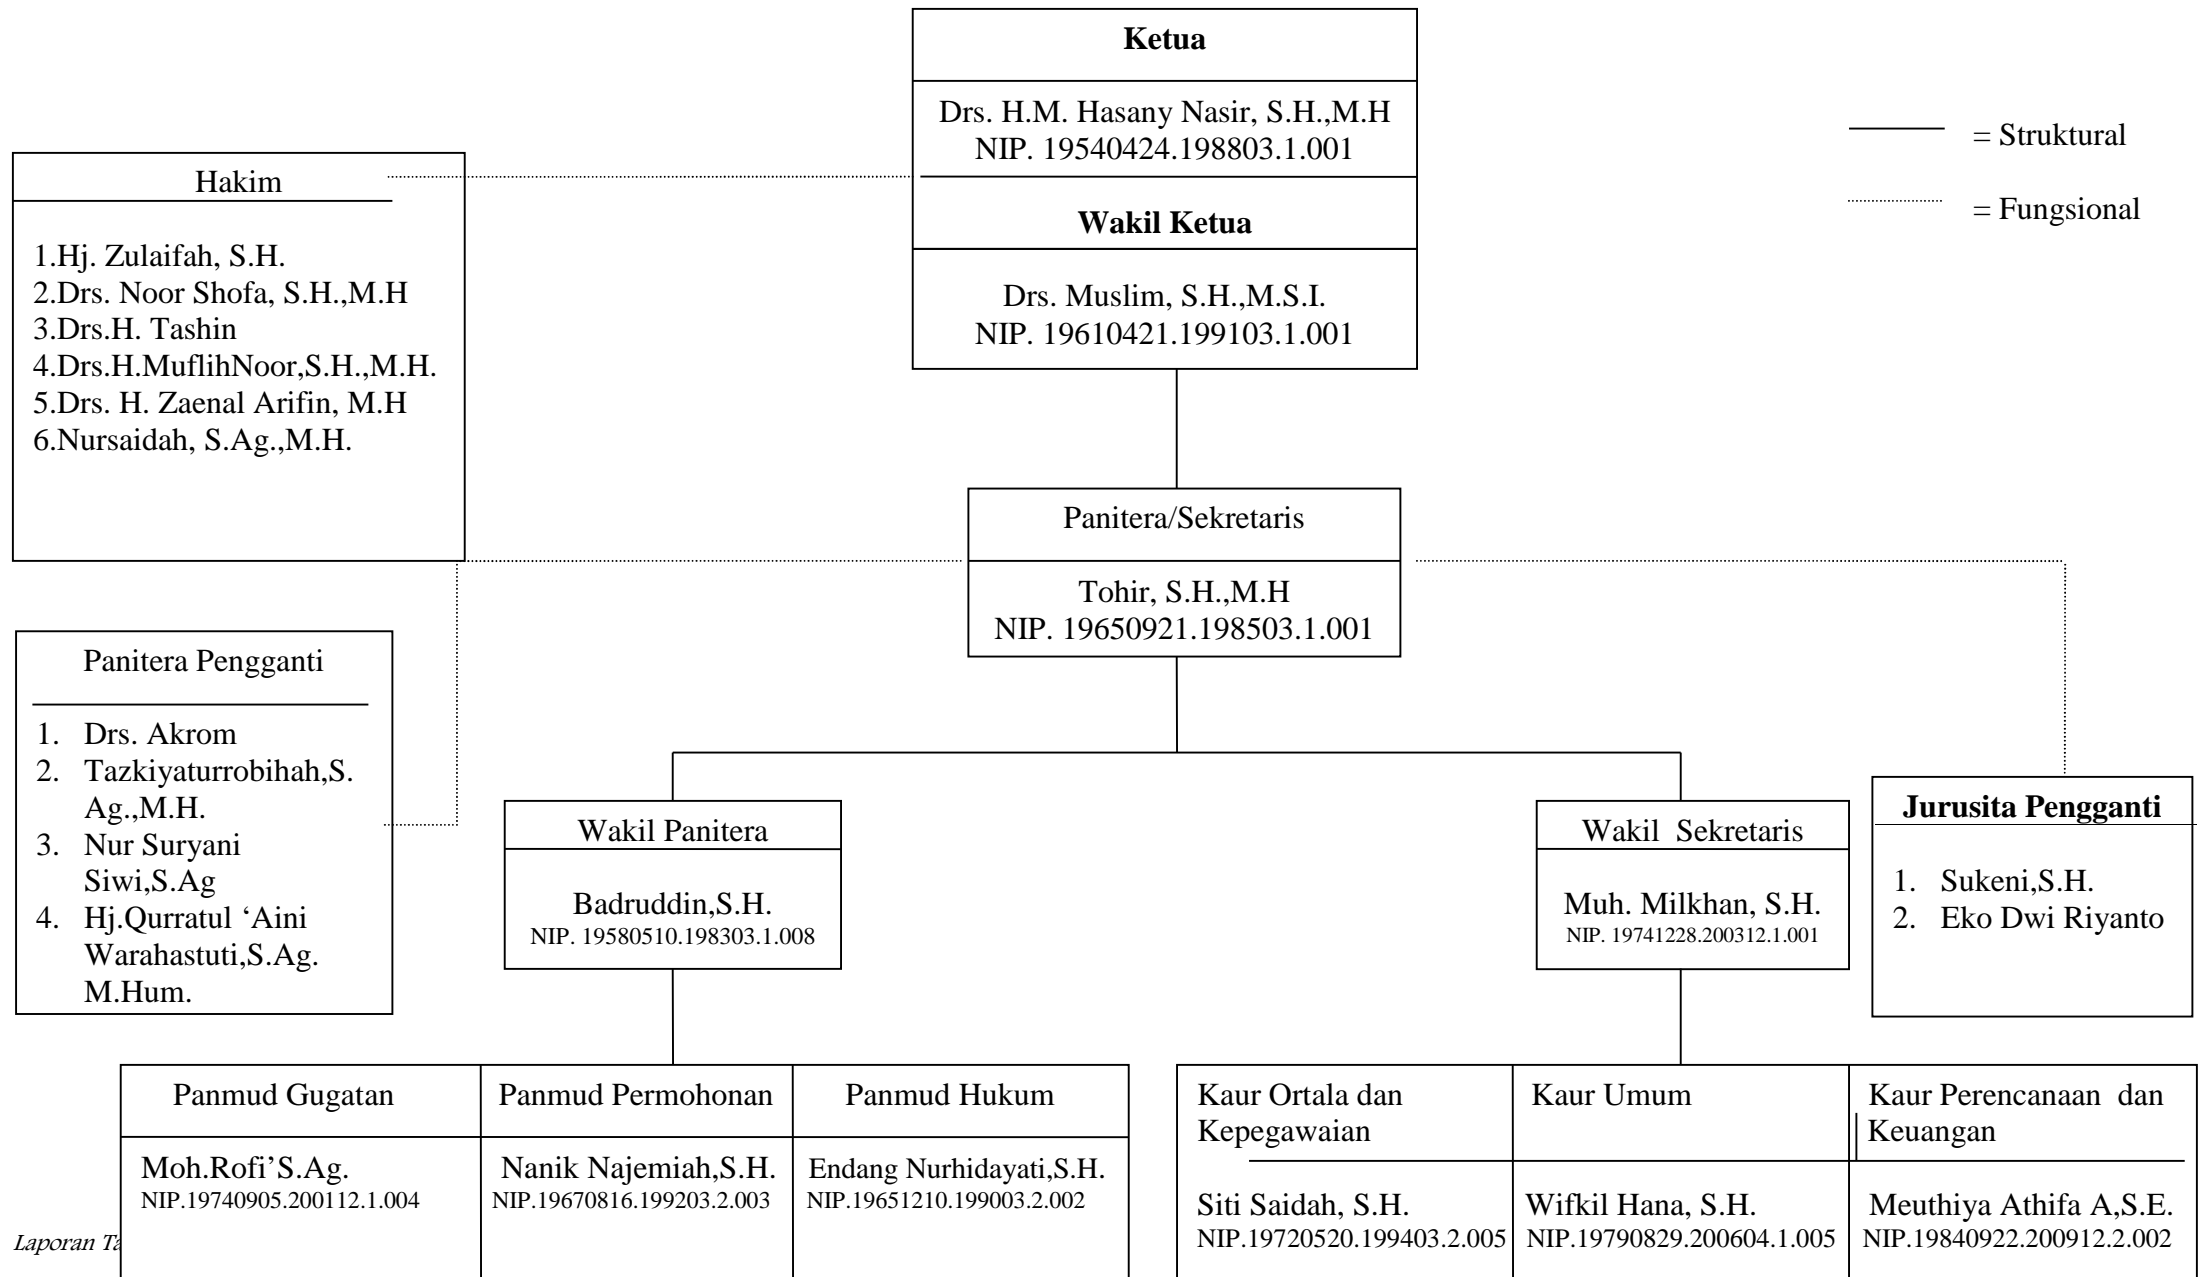 Ketua
Drs. H.M. Hasany Nasir, S.H.,M.H
NIP. 19540424.198803.1.001
Wakil Ketua
Drs. Muslim, S.H.,M.S.I.
NIP. 19610421.199103.1.001
= Struktural
= Fungsional
Hakim
1.Hj. Zulaifah, S.H.
2.Drs. Noor Shofa, S.H.,M.H
3.Drs.H. Tashin
4.Drs.H.MuflihNoor,S.H.,M.H.
5.Drs. H. Zaenal Arifin, M.H
6.Nursaidah, S.Ag.,M.H.
Panitera/Sekretaris
Tohir, S.H.,M.H
NIP. 19650921.198503.1.001
Panitera Pengganti
1. Drs. Akrom
2. Tazkiyaturrobihah,S.
Ag.,M.H.
3. Nur Suryani
Siwi,S.Ag
4. Hj.Qurratul ‘Aini
Warahastuti,S.Ag.
M.Hum.
Wakil Panitera
Badruddin,S.H.
NIP. 19580510.198303.1.008
Wakil Sekretaris
Muh. Milkhan, S.H.
NIP. 19741228.200312.1.001
Jurusita Pengganti
1. Sukeni,S.H.
2. Eko Dwi Riyanto
Panmud Gugatan
Moh.Rofi’S.Ag.
NIP.19740905.200112.1.004
Panmud Permohonan
Nanik Najemiah,S.H.
NIP.19670816.199203.2.003
Panmud Hukum
Endang Nurhidayati,S.H.
NIP.19651210.199003.2.002
Kaur Ortala dan
Kepegawaian
Siti Saidah, S.H.
NIP.19720520.199403.2.005
Kaur Umum
Wifkil Hana, S.H.
NIP.19790829.200604.1.005
Kaur Perencanaan dan
Keuangan
Meuthiya Athifa A,S.E.
NIP.19840922.200912.2.002
Laporan